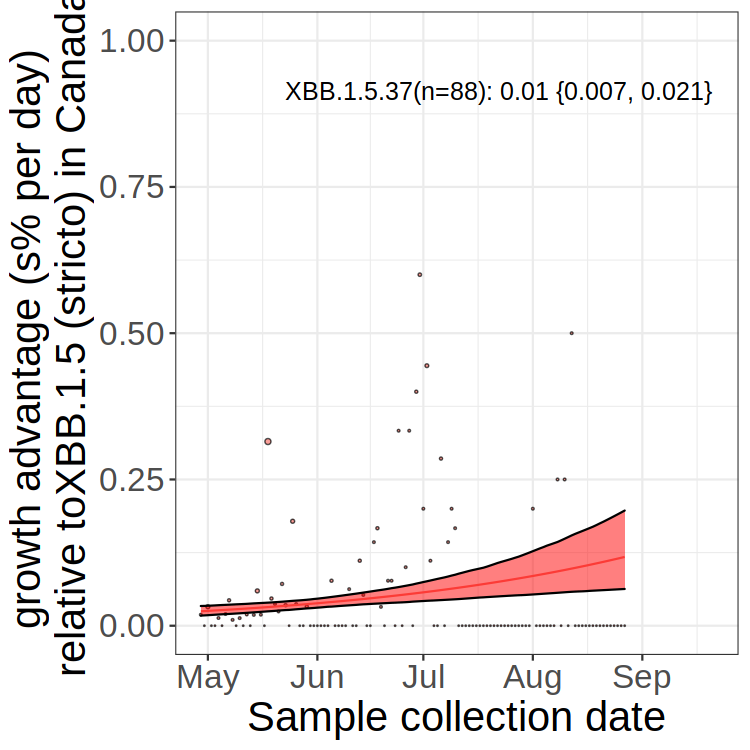 growth advantage (s% per day)
relative toXBB.1.5 (stricto) in Canada
1.00
0.75
0.50
0.25
0.00
XBB.1.5.37(n=88): 0.01 {0.007, 0.021}
May Jun Jul Aug Sep
Sample collection date